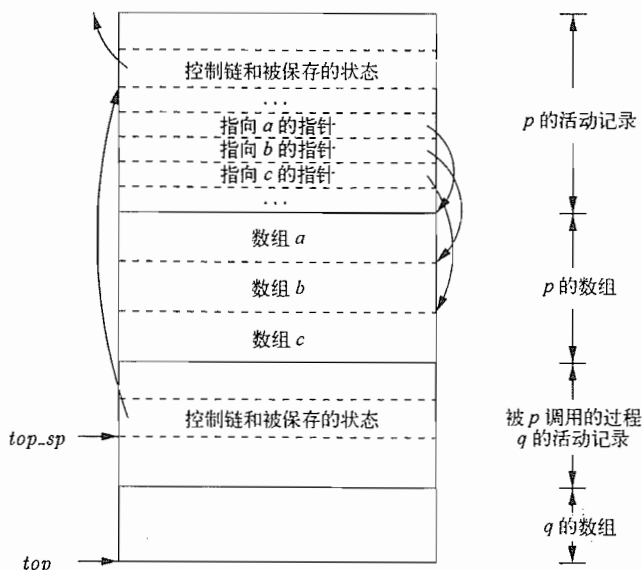 控制链和被保存的状态
...
指向 a 的指针
指向 b 的指针
指向 c 的指针
...
p 的活动记录
数组 a
数组 b
数组 c
p 的数组
控制链和被保存的状态
top_sp
被 p 调用的过程
q 的活动记录
q 的数组
top